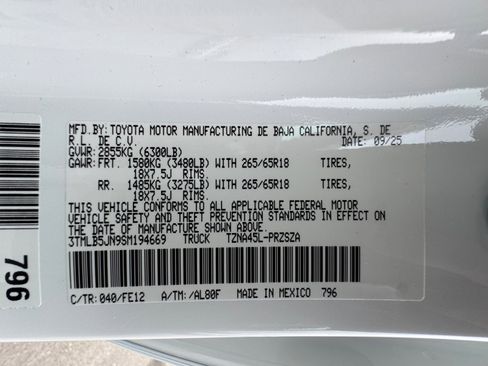 MFD.BY:TOYOTA MOTOR MANUFACTURING DE BAJA CALIFORNIA, S. DE
R.L. DE C.V. DATE: 09/25
GVWR: 2855KG (6300LB)
GAWR:FRT. 1580KG (3480LB) WITH 265/65R18 TIRES,
18X7.5J RIMS.
RR. 1485KG (3275LB) WITH 265/65R18 TIRES,
18X7.5J RIMS.
THIS VEHICLE CONFORMS TO ALL APPLICABLE FEDERAL MOTOR
VEHICLE SAFETY AND THEFT PREVENTION STANDARDS IN EFFECT ON
THE DATE OF MANUFACTURE SHOWN ABOVE.
3TMLB5JN9SM194669 TRUCK TZNA45L-PRZSZA
C/TR: 040/FE12 A/TM: /AL80F MADE IN MEXICO 796
796